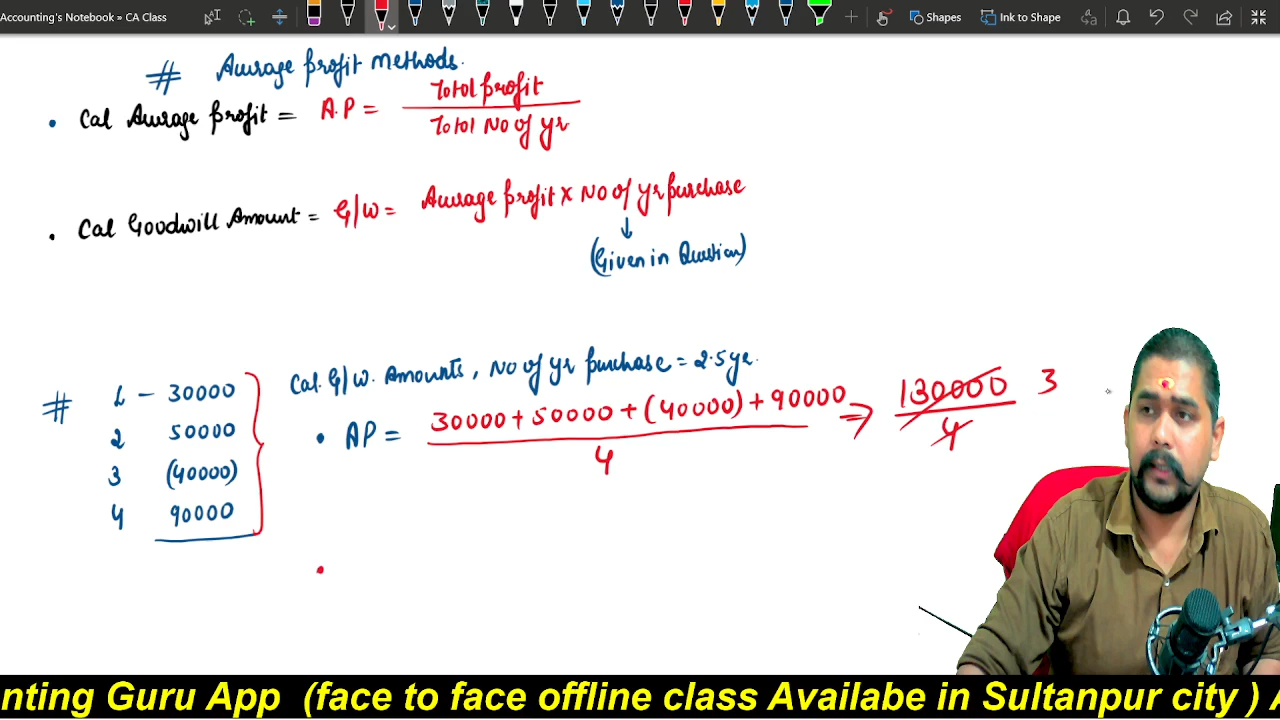 Accounting's Notebook » CA Class
Shapes
Ink to Shape
# Average profit methods.
• Cal Average profit = A.P = Total profit
Total No of yr
• Cal Goodwill Amount = G/W = Average profit x No of yr purchase
↓
(Given in Question)
Cal. G/W. Amounts, No of yr purchase = 2.5 yr.
# 1 - 30000
2 50000
3 (40000)
4 90000
• AP = 30000 + 50000 + (40000) + 90000 => 130000 3
4 4
nting Guru App (face to face offline class Availabe in Sultanpur city ) A